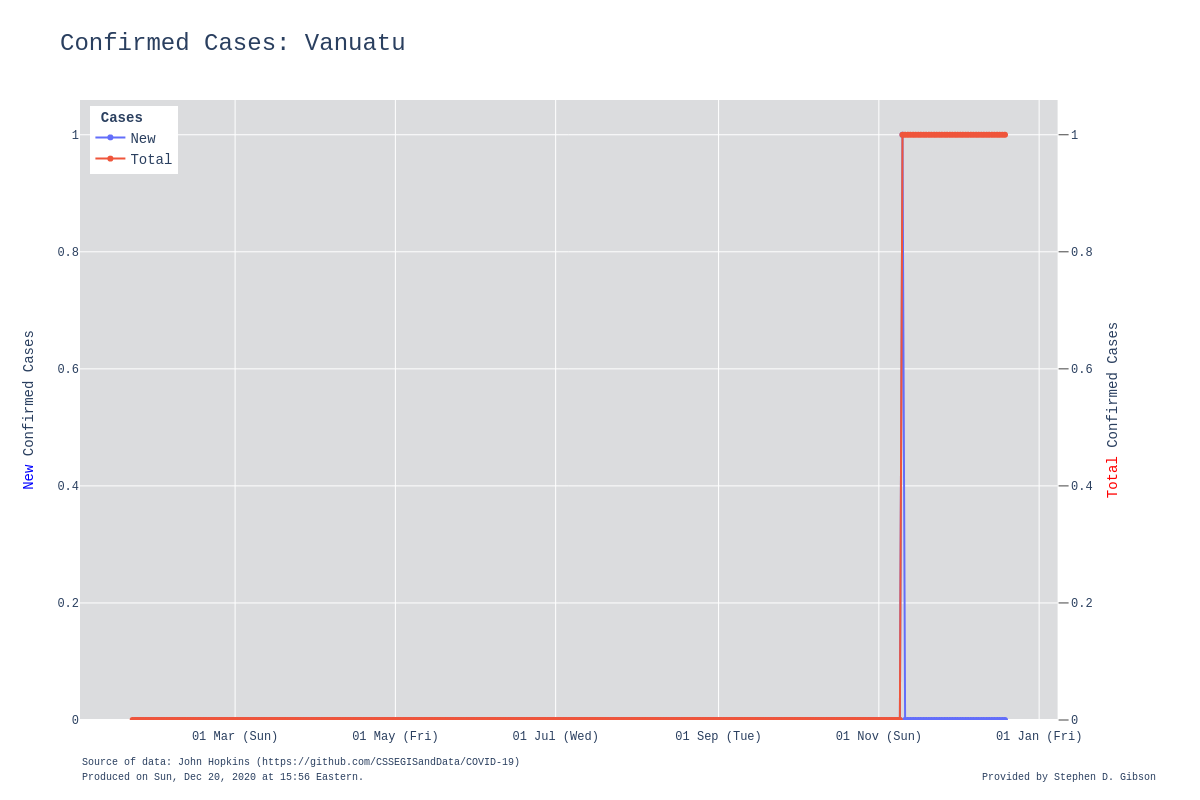 Confirmed Cases: Vanuatu
Cases
New
Total
1
0.8
0.6
0.4
0.2
0
1
0.8
0.6
0.4
0.2
0
New Confirmed Cases
Total Confirmed Cases
01 Mar (Sun)
01 May (Fri)
01 Jul (Wed)
01 Sep (Tue)
01 Nov (Sun)
01 Jan (Fri)
Source of data: John Hopkins (https://github.com/CSSEGISandData/COVID-19)
Produced on Sun, Dec 20, 2020 at 15:56 Eastern.
Provided by Stephen D. Gibson